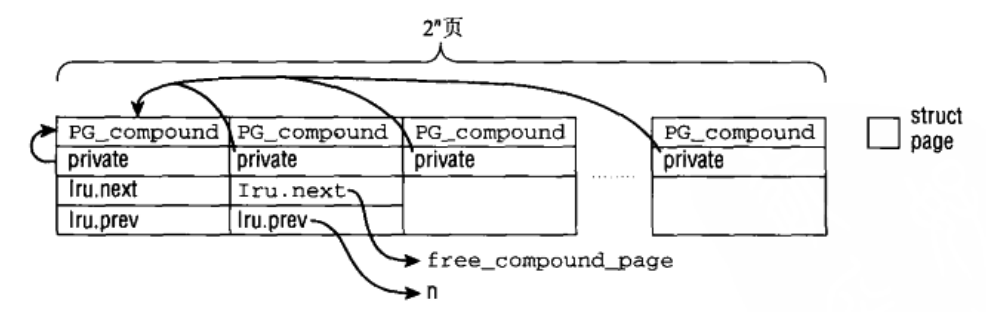 2ⁿ页
PG_compound PG_compound PG_compound PG_compound
private private private private
lru.next lru.next
lru.prev lru.prev
struct
page
......
free_compound_page
n